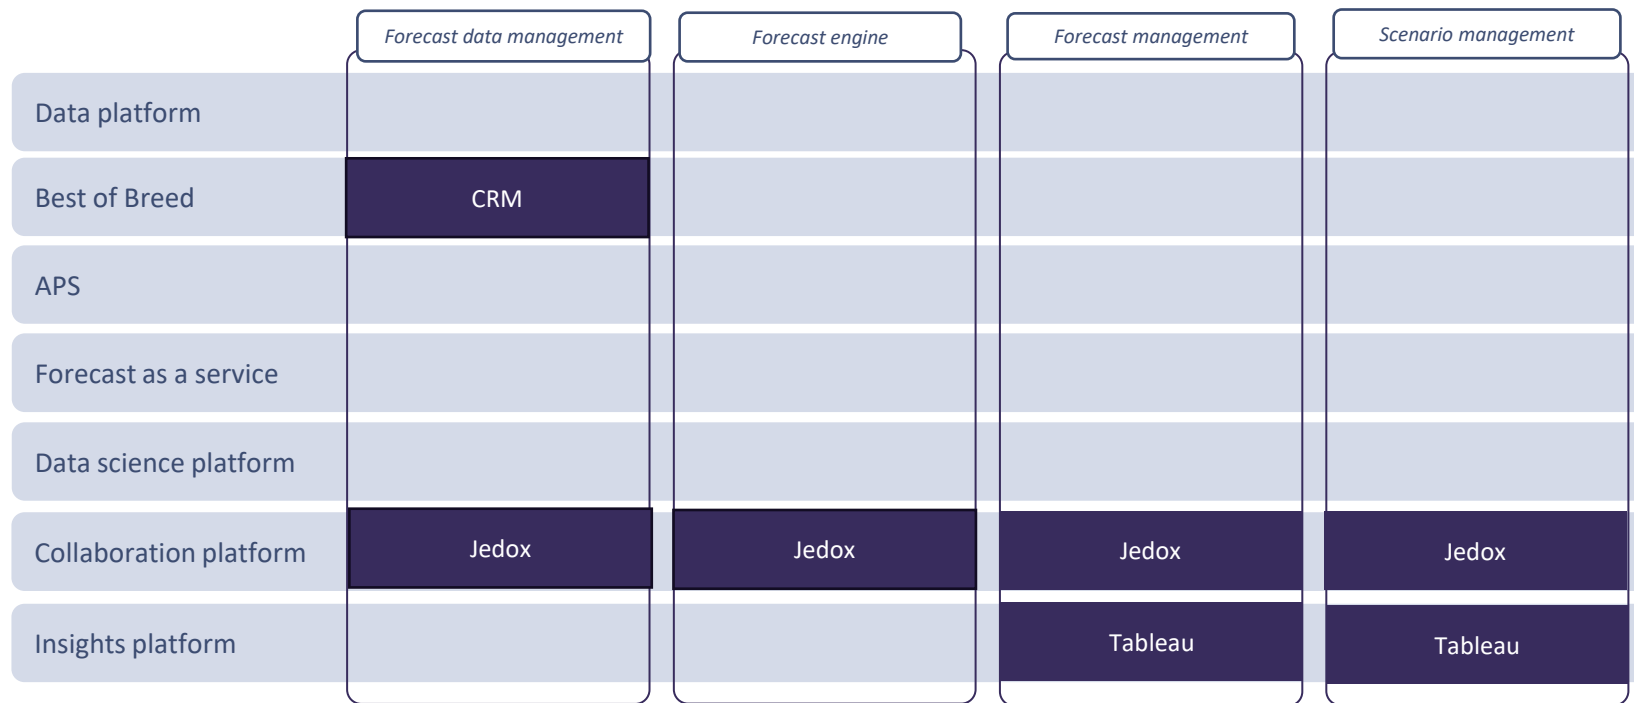 Forecast data management
Forecast engine
Forecast management
Scenario management
Data platform
Best of Breed
CRM
APS
Forecast as a service
Data science platform
Collaboration platform
Jedox
Jedox
Jedox
Jedox
Insights platform
Tableau
Tableau